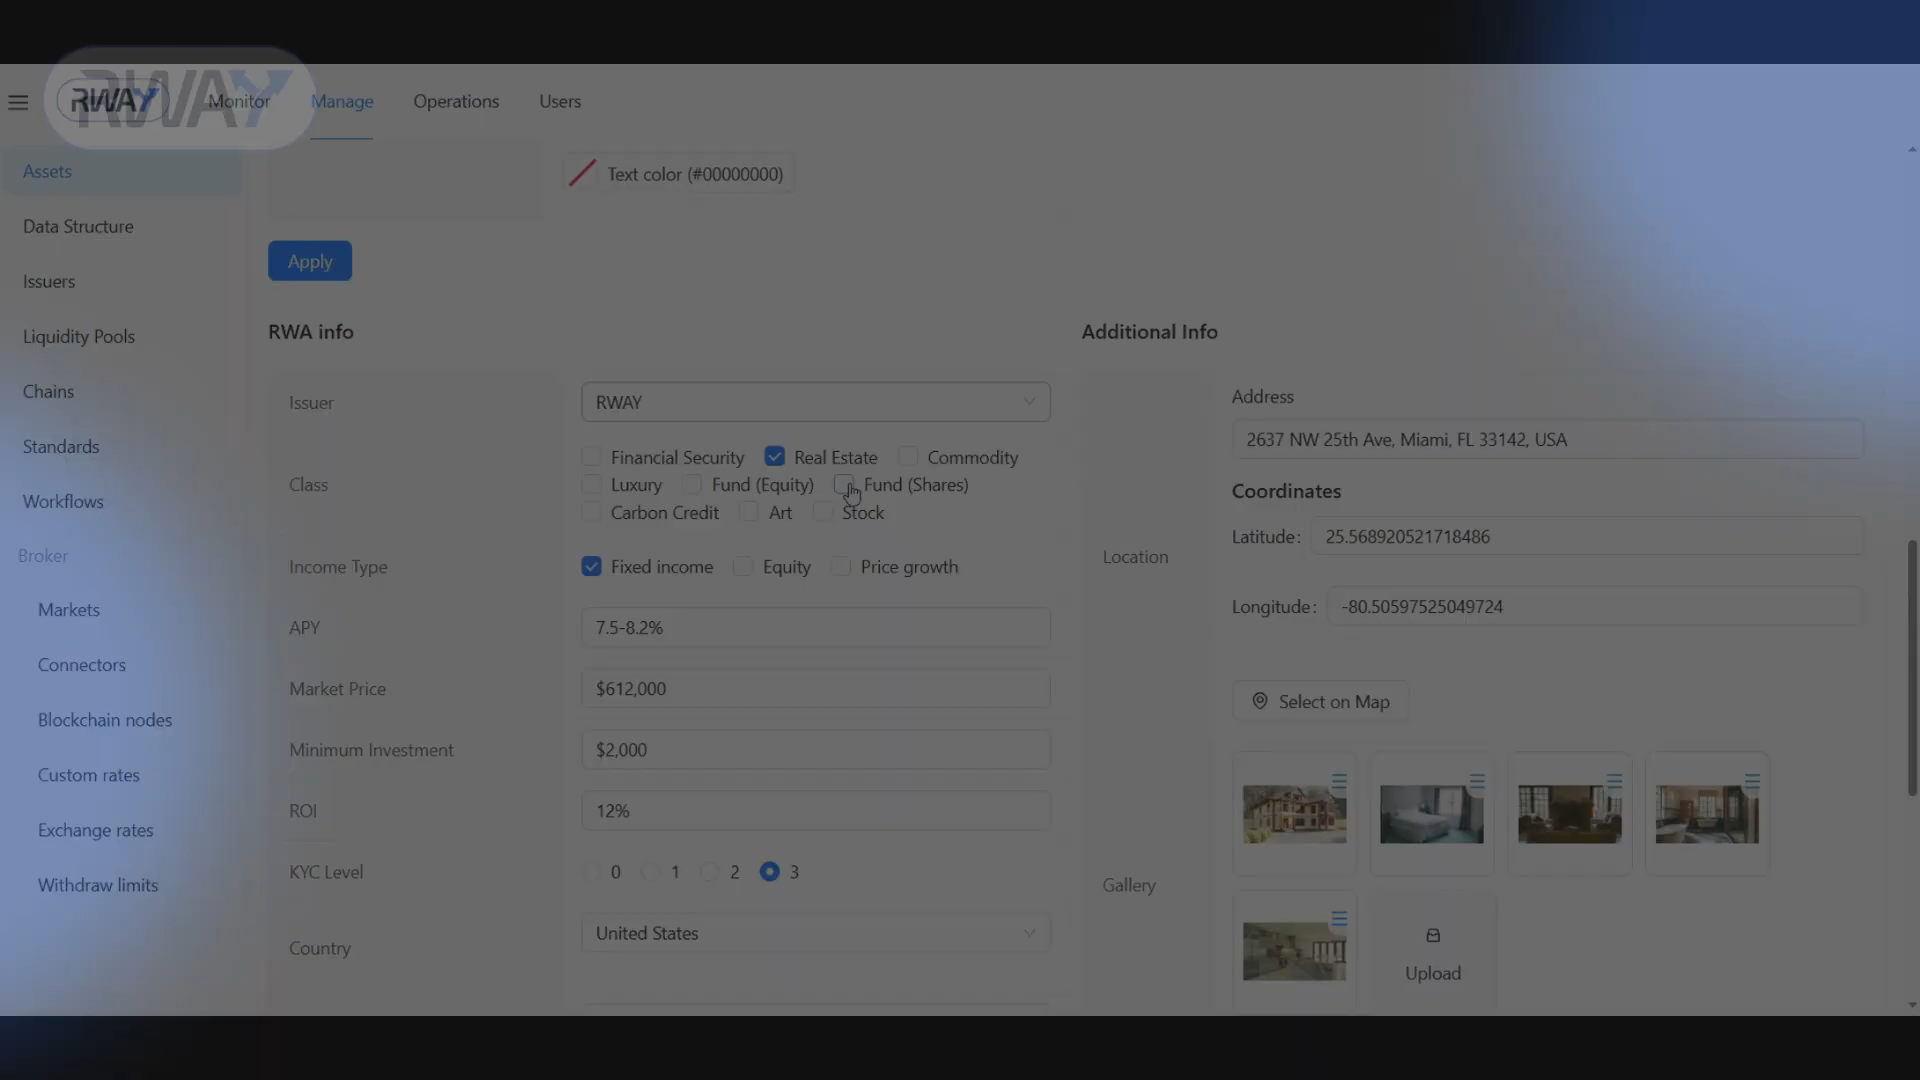 RWAY
RWAY
Monitor
Manage
Operations
Users
Assets
Data Structure
Issuers
Liquidity Pools
Chains
Standards
Workflows
Broker
Markets
Connectors
Blockchain nodes
Custom rates
Exchange rates
Withdraw limits
Text color (#00000000)
Apply
RWA info
Issuer
RWAY
Class
Financial Security
Real Estate
Commodity
Luxury
Fund (Equity)
Fund (Shares)
Carbon Credit
Art
Stock
Income Type
Fixed income
Equity
Price growth
APY
7.5-8.2%
Market Price
$612,000
Minimum Investment
$2,000
ROI
12%
KYC Level
0
1
2
3
Country
United States
Additional Info
Location
Address
2637 NW 25th Ave, Miami, FL 33142, USA
Coordinates
Latitude: 25.568920521718486
Longitude: -80.50597525049724
Select on Map
Gallery
Upload